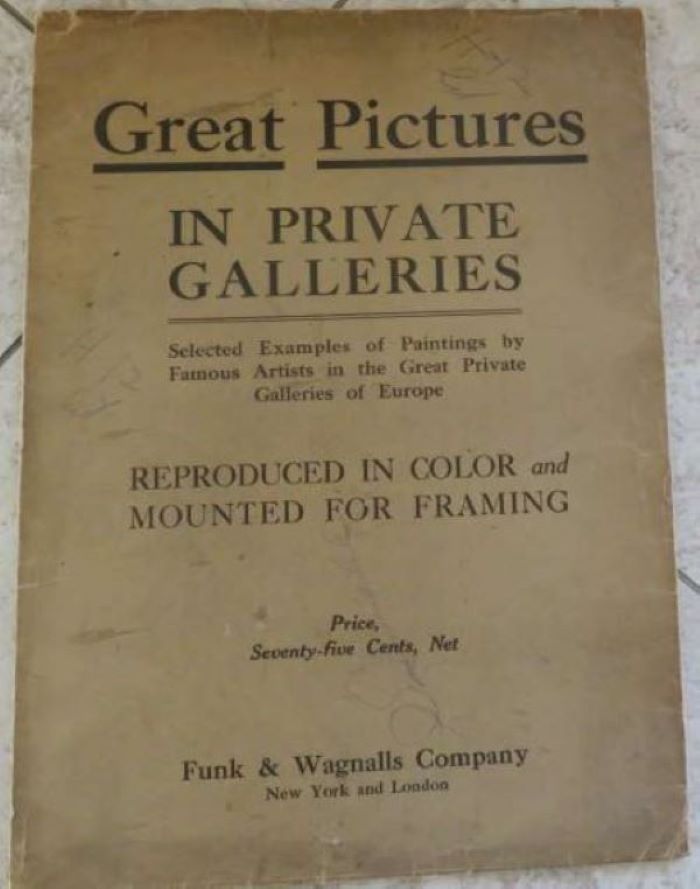 Great Pictures
IN PRIVATE
GALLERIES
Selected Examples of Paintings by
Famous Artists in the Great Private
Galleries of Europe
REPRODUCED IN COLOR and
MOUNTED FOR FRAMING
Price,
Seventy-five Cents, Net
Funk & Wagnalls Company
New York and London